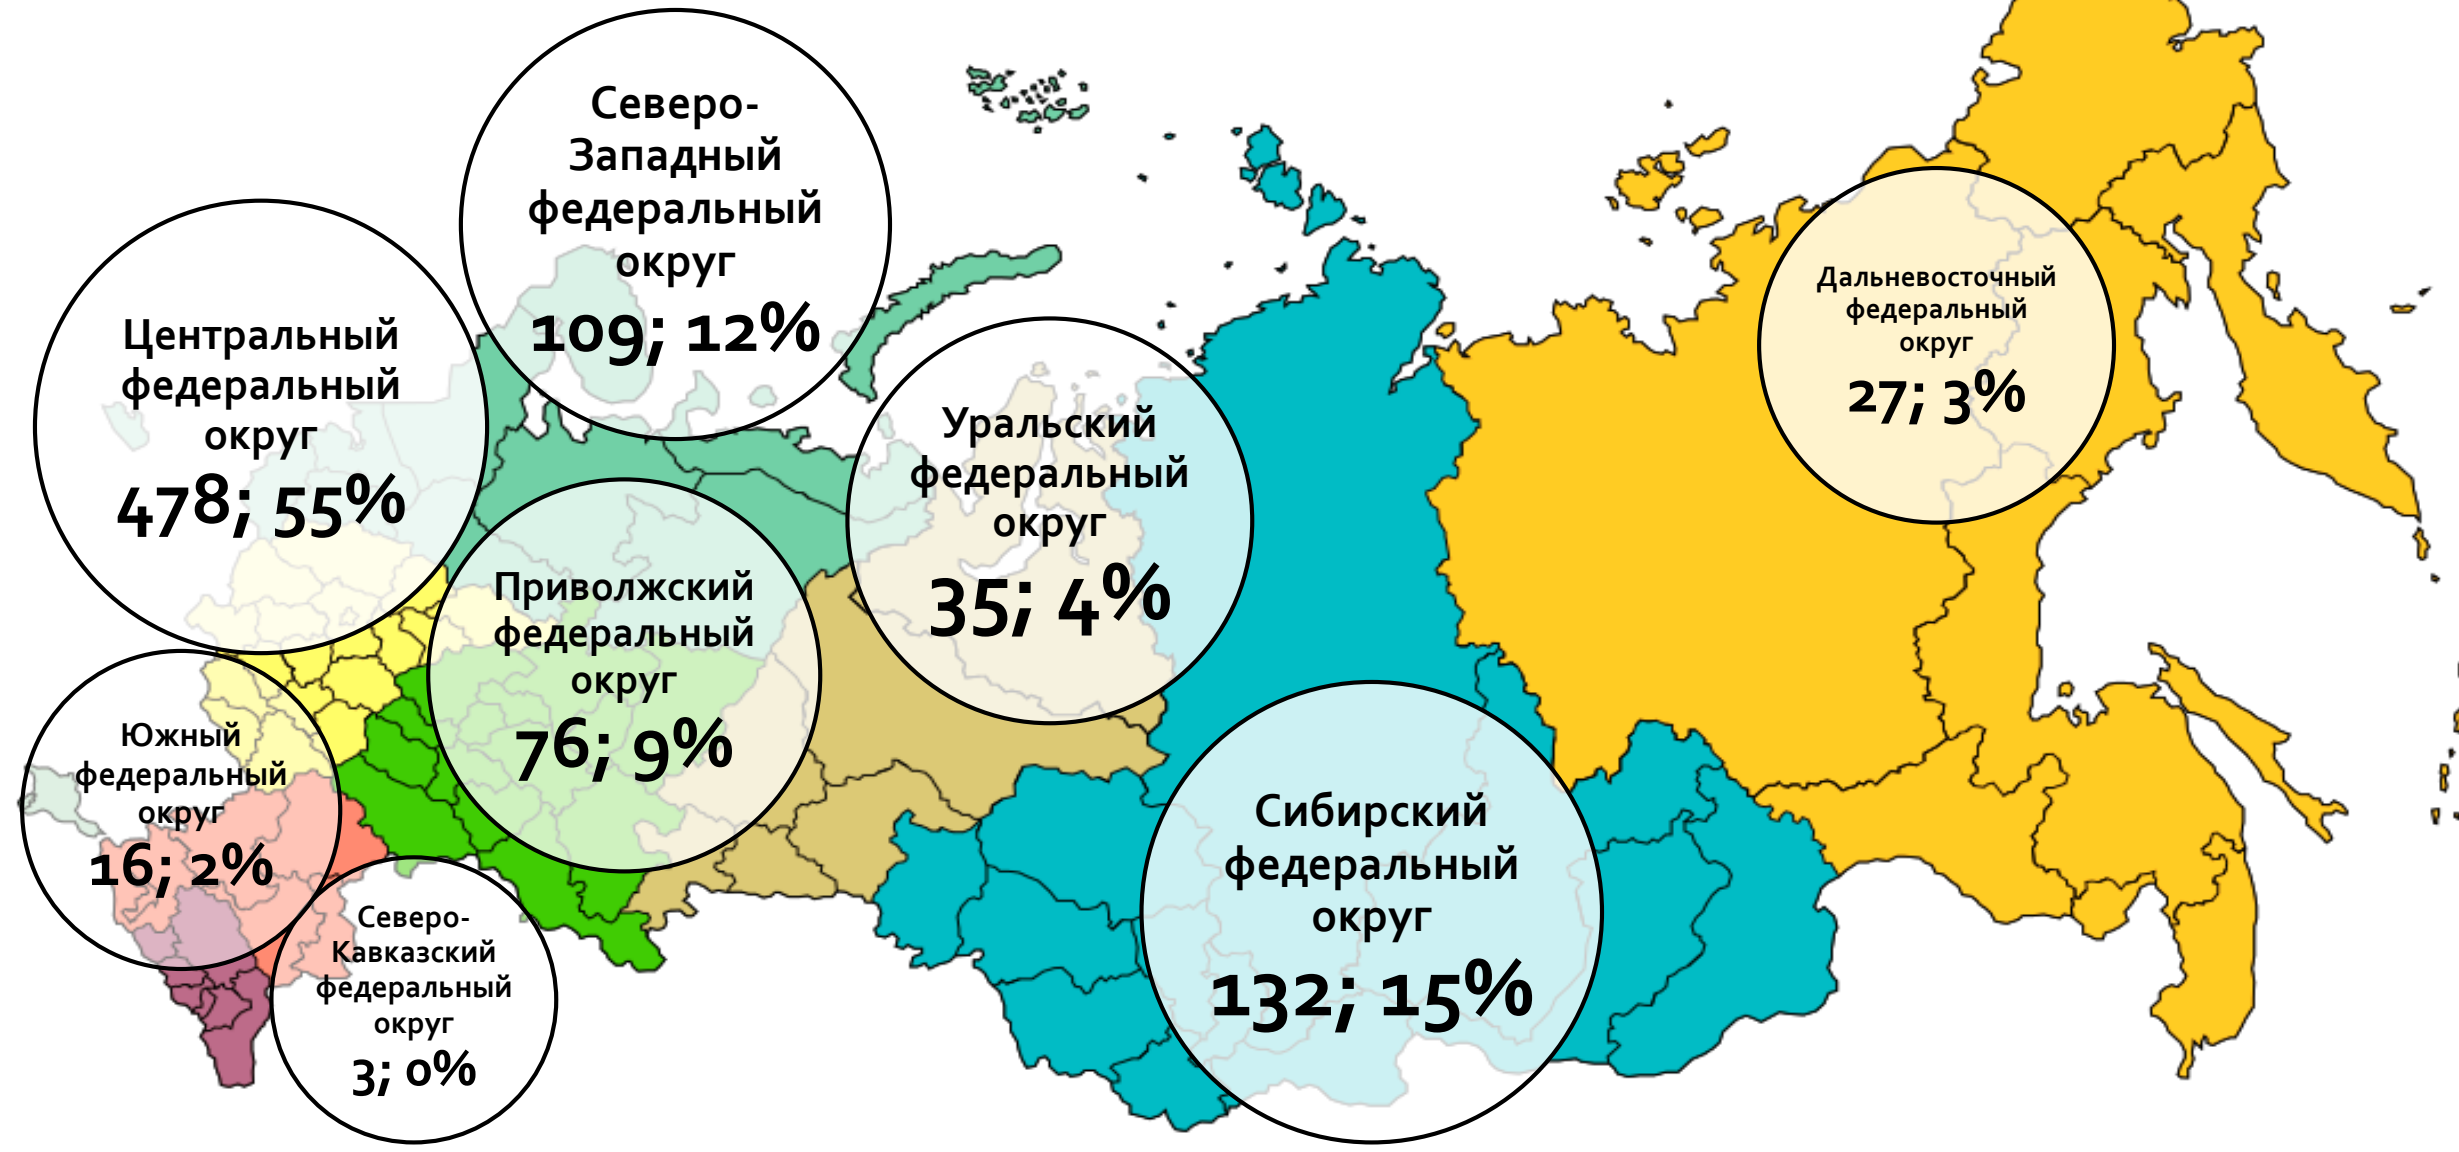 Северо-
Западный
федеральный
округ
109; 12%
Центральный
федеральный
округ
478; 55%
Дальневосточный
федеральный
округ
27; 3%
Уральский
федеральный
округ
35; 4%
Приволжский
федеральный
округ
76; 9%
Южный
федеральный
округ
16; 2%
Сибирский
федеральный
округ
132; 15%
Северо-
Кавказский
федеральный
округ
3; 0%